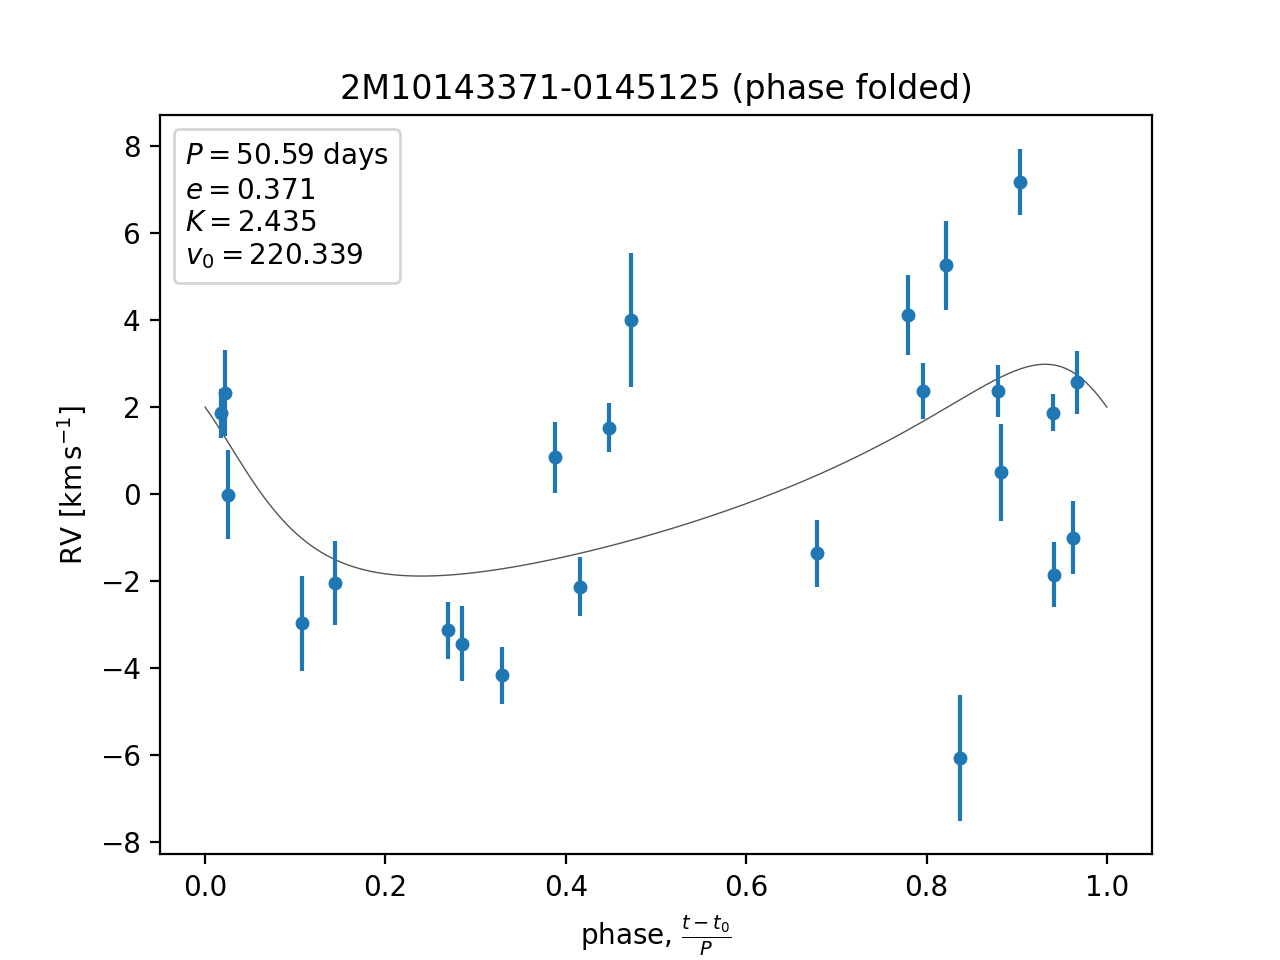 2M10143371-0145125 (phase folded)
P = 50.59 days
e = 0.371
K = 2.435
v₀ = 220.339
8
6
4
2
0
−2
−4
−6
−8
RV [km s⁻¹]
0.0 0.2 0.4 0.6 0.8 1.0
phase, (t − t₀)/P